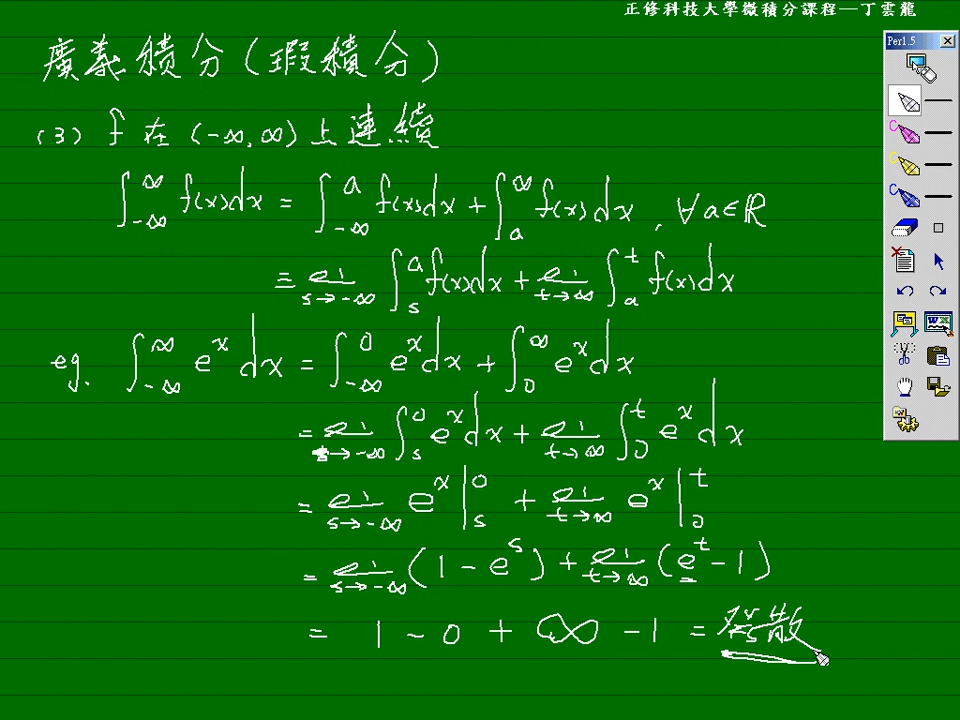 正修科技大學微積分課程—丁雲龍
Per1.5
廣義積分(瑕積分)
(3) f 在 (-∞,∞) 上連續
∫_{-∞}^{∞} f(x)dx = ∫_{-∞}^{a} f(x)dx + ∫_{a}^{∞} f(x)dx, ∀a∈ℝ
= lim_{s→-∞} ∫_{s}^{a} f(x)dx + lim_{t→∞} ∫_{a}^{t} f(x)dx
eg. ∫_{-∞}^{∞} e^x dx = ∫_{-∞}^{0} e^x dx + ∫_{0}^{∞} e^x dx
= lim_{s→-∞} ∫_{s}^{0} e^x dx + lim_{t→∞} ∫_{0}^{t} e^x dx
= lim_{s→-∞} e^x |_{s}^{0} + lim_{t→∞} e^x |_{0}^{t}
= lim_{s→-∞} (1-e^s) + lim_{t→∞} (e^t-1)
= 1 - 0 + ∞ - 1 = 發散